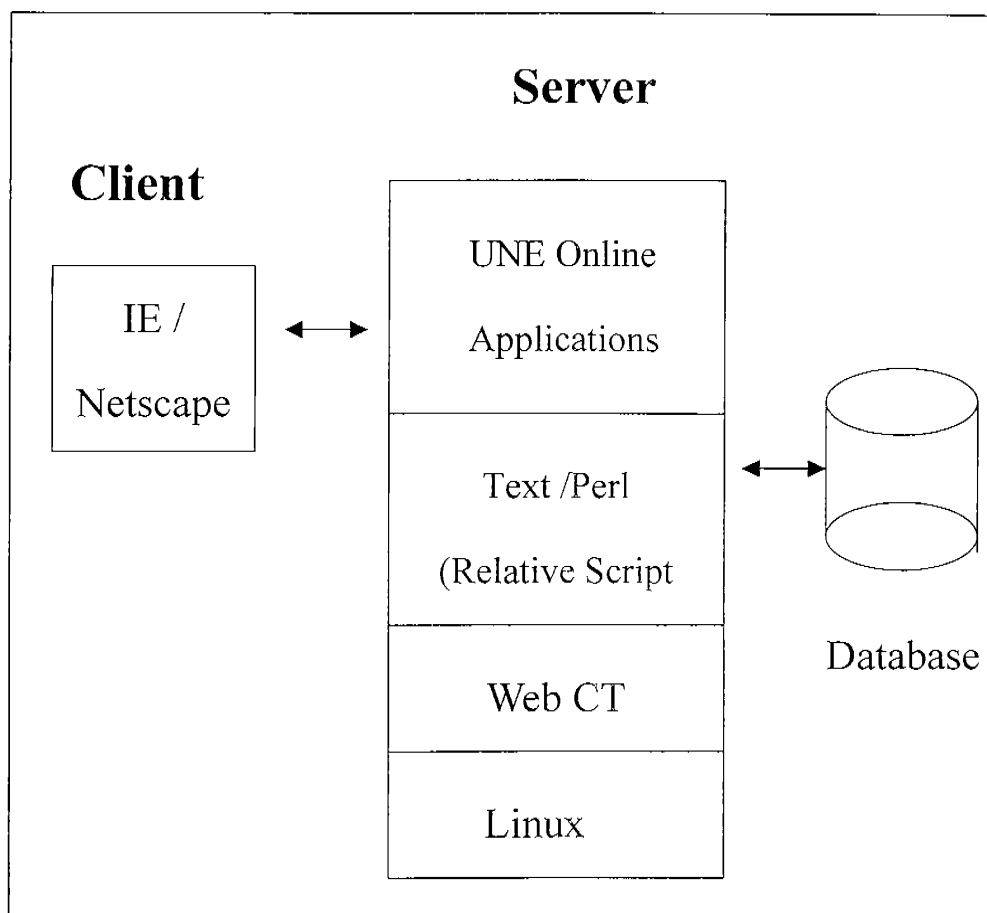 Server
Client
IE /
Netscape
UNE Online
Applications
Text /Perl
(Relative Script
Web CT
Linux
Database